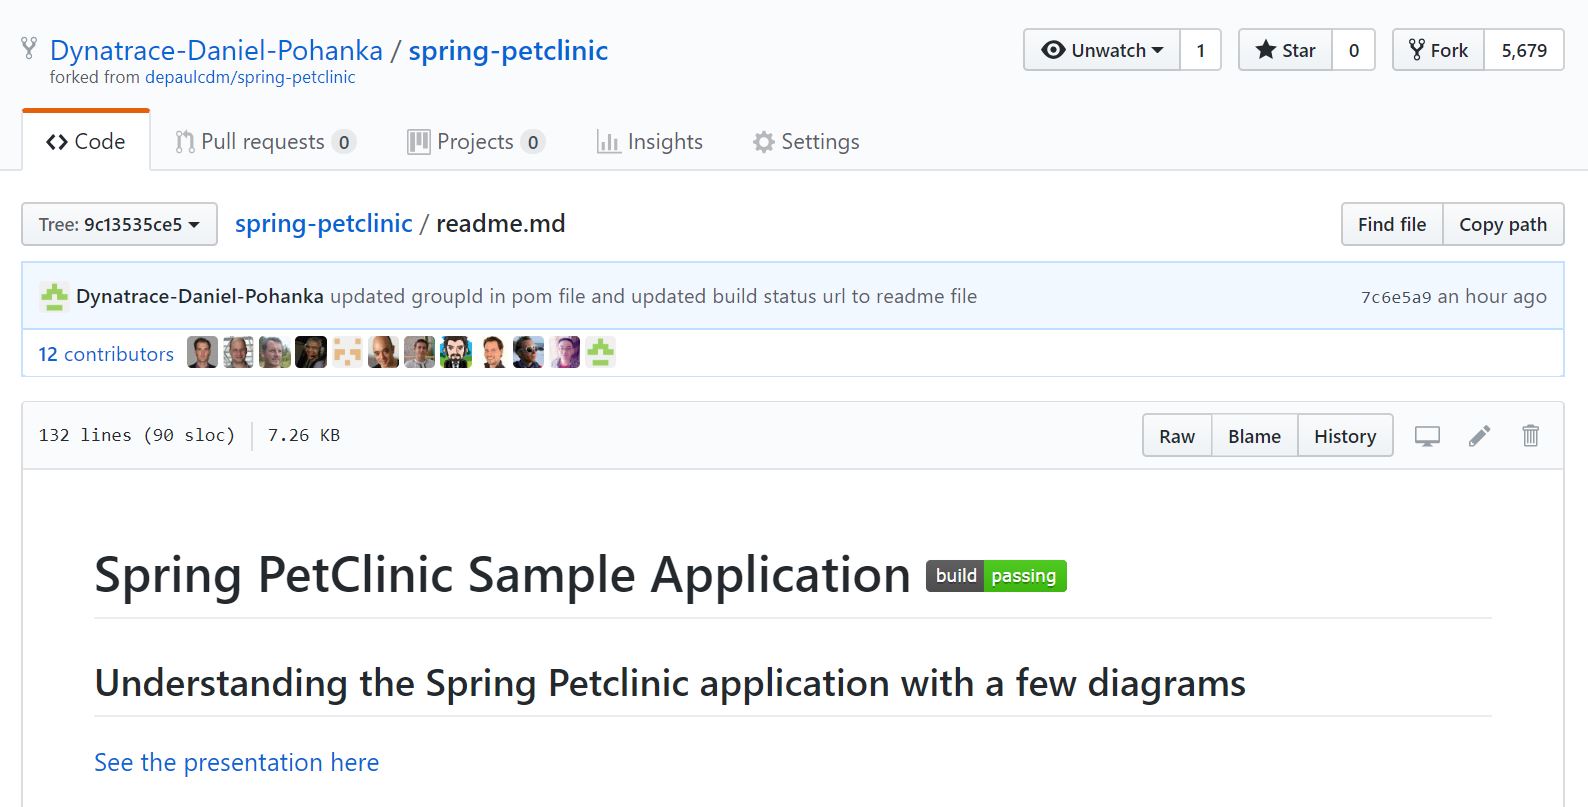 Dynatrace-Daniel-Pohanka / spring-petclinic
forked from depaulcdm/spring-petclinic
Unwatch 1 Star 0 Fork 5,679
Code Pull requests 0 Projects 0 Insights Settings
Tree: 9c13535ce5 spring-petclinic / readme.md Find file Copy path
Dynatrace-Daniel-Pohanka updated groupId in pom file and updated build status url to readme file 7c6e5a9 an hour ago
12 contributors
132 lines (90 sloc) 7.26 KB Raw Blame History
Spring PetClinic Sample Application build passing
Understanding the Spring Petclinic application with a few diagrams
See the presentation here